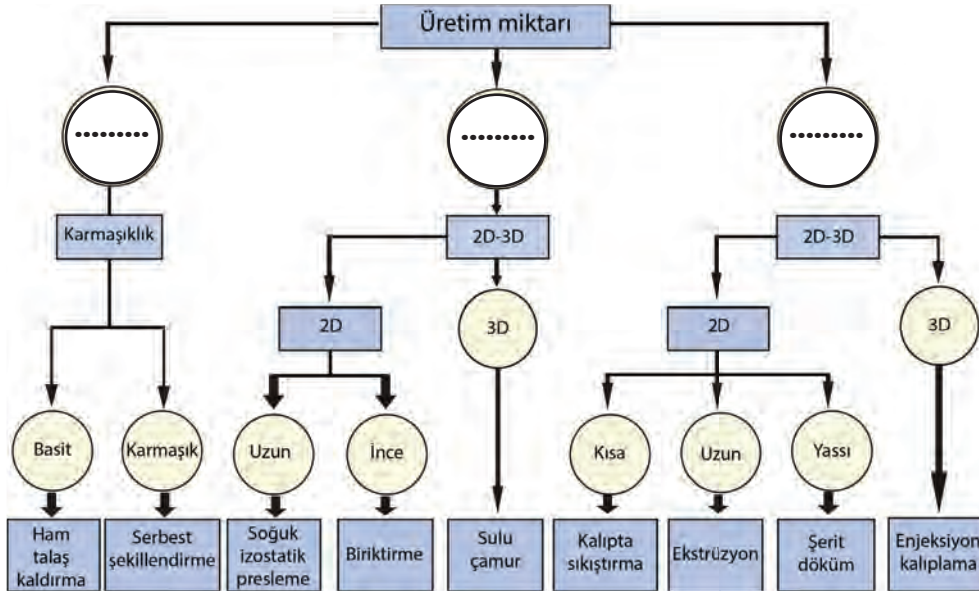 Üretim miktarı
.........
.........
.........
Karmaşıklık
2D-3D
2D-3D
2D
3D
2D
3D
Basit
Karmaşık
Uzun
İnce
Kısa
Uzun
Yassı
Ham
talaş
kaldırma
Serbest
şekillendirme
Soğuk
izostatik
presleme
Biriktirme
Sulu
çamur
Kalıpta
sıkıştırma
Ekstrüzyon
Şerit
döküm
Enjeksiyon
kalıplama